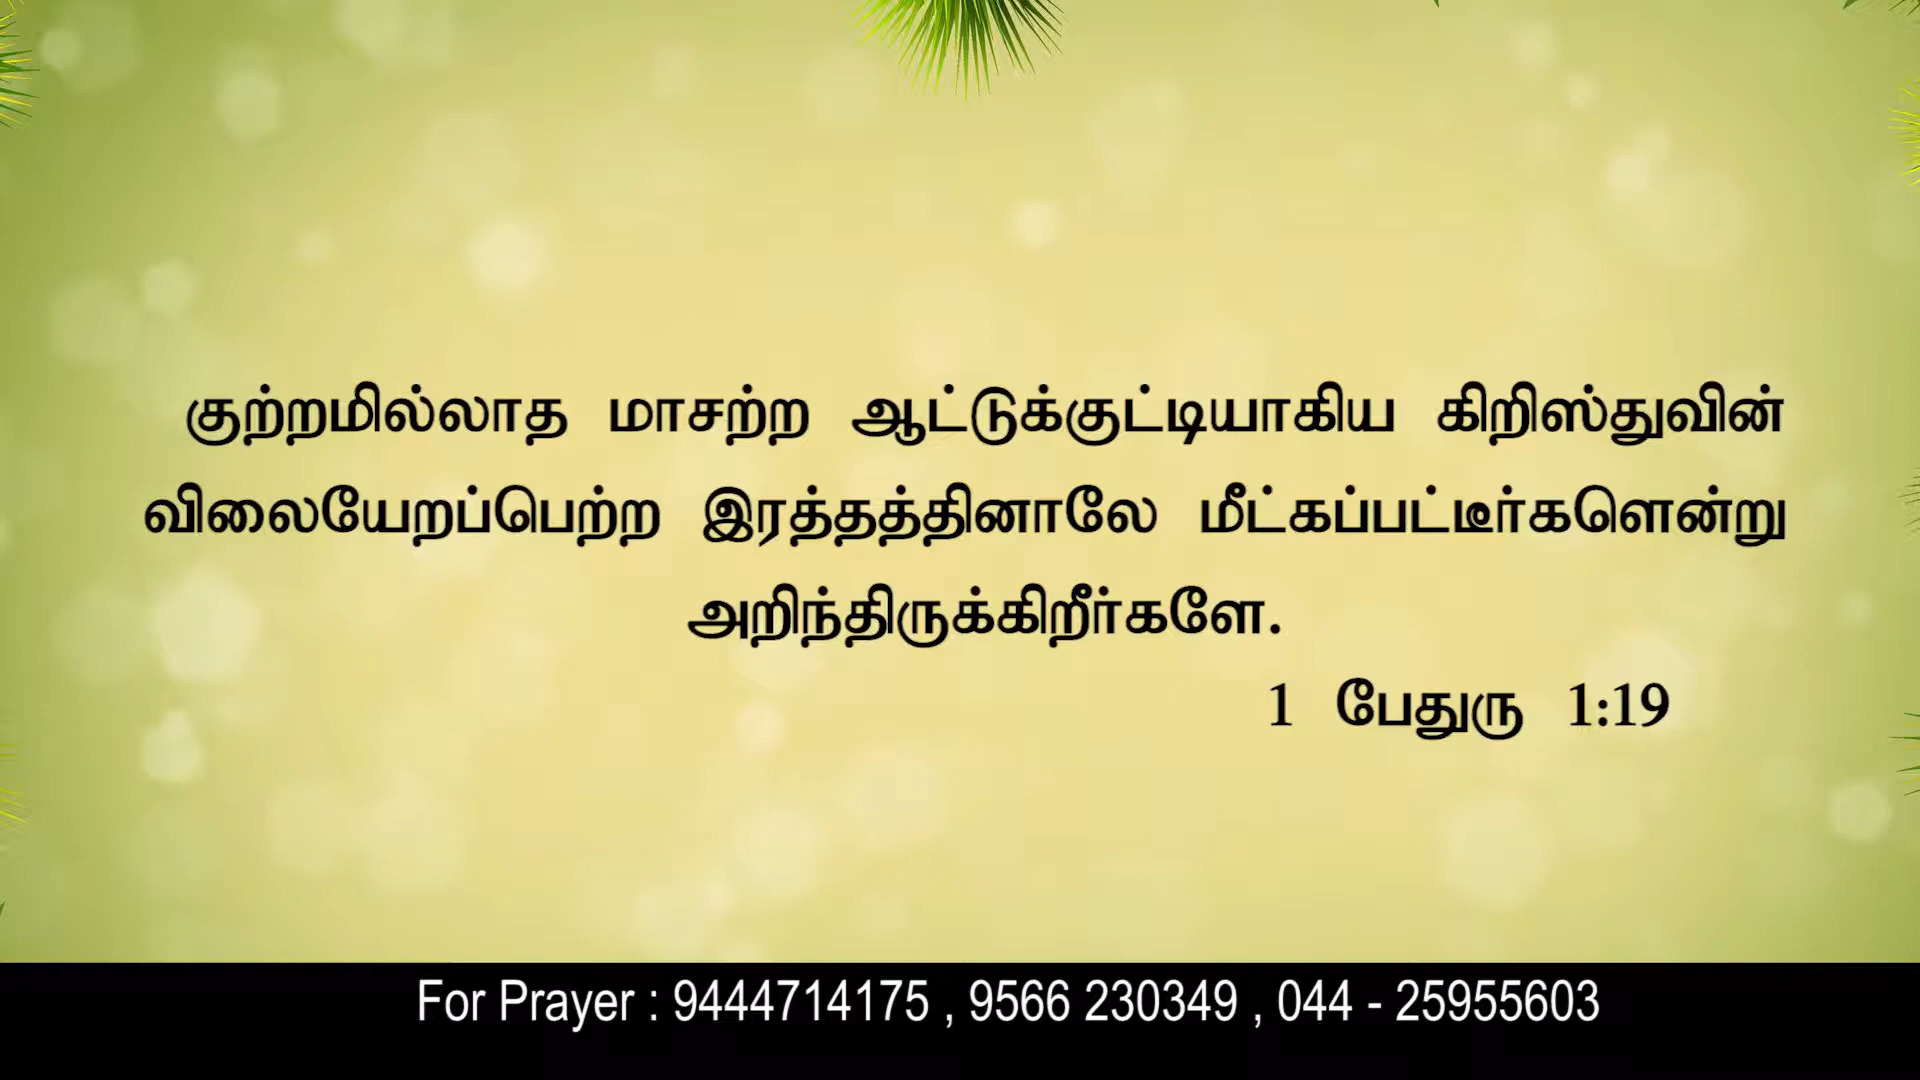 குற்றமில்லாத மாசற்ற ஆட்டுக்குட்டியாகிய கிறிஸ்துவின்
விலையேறப்பெற்ற இரத்தத்தினாலே மீட்கப்பட்டீர்களென்று
அறிந்திருக்கிறீர்களே.
1 பேதுரு 1:19
For Prayer : 9444714175 , 9566 230349 , 044 - 25955603